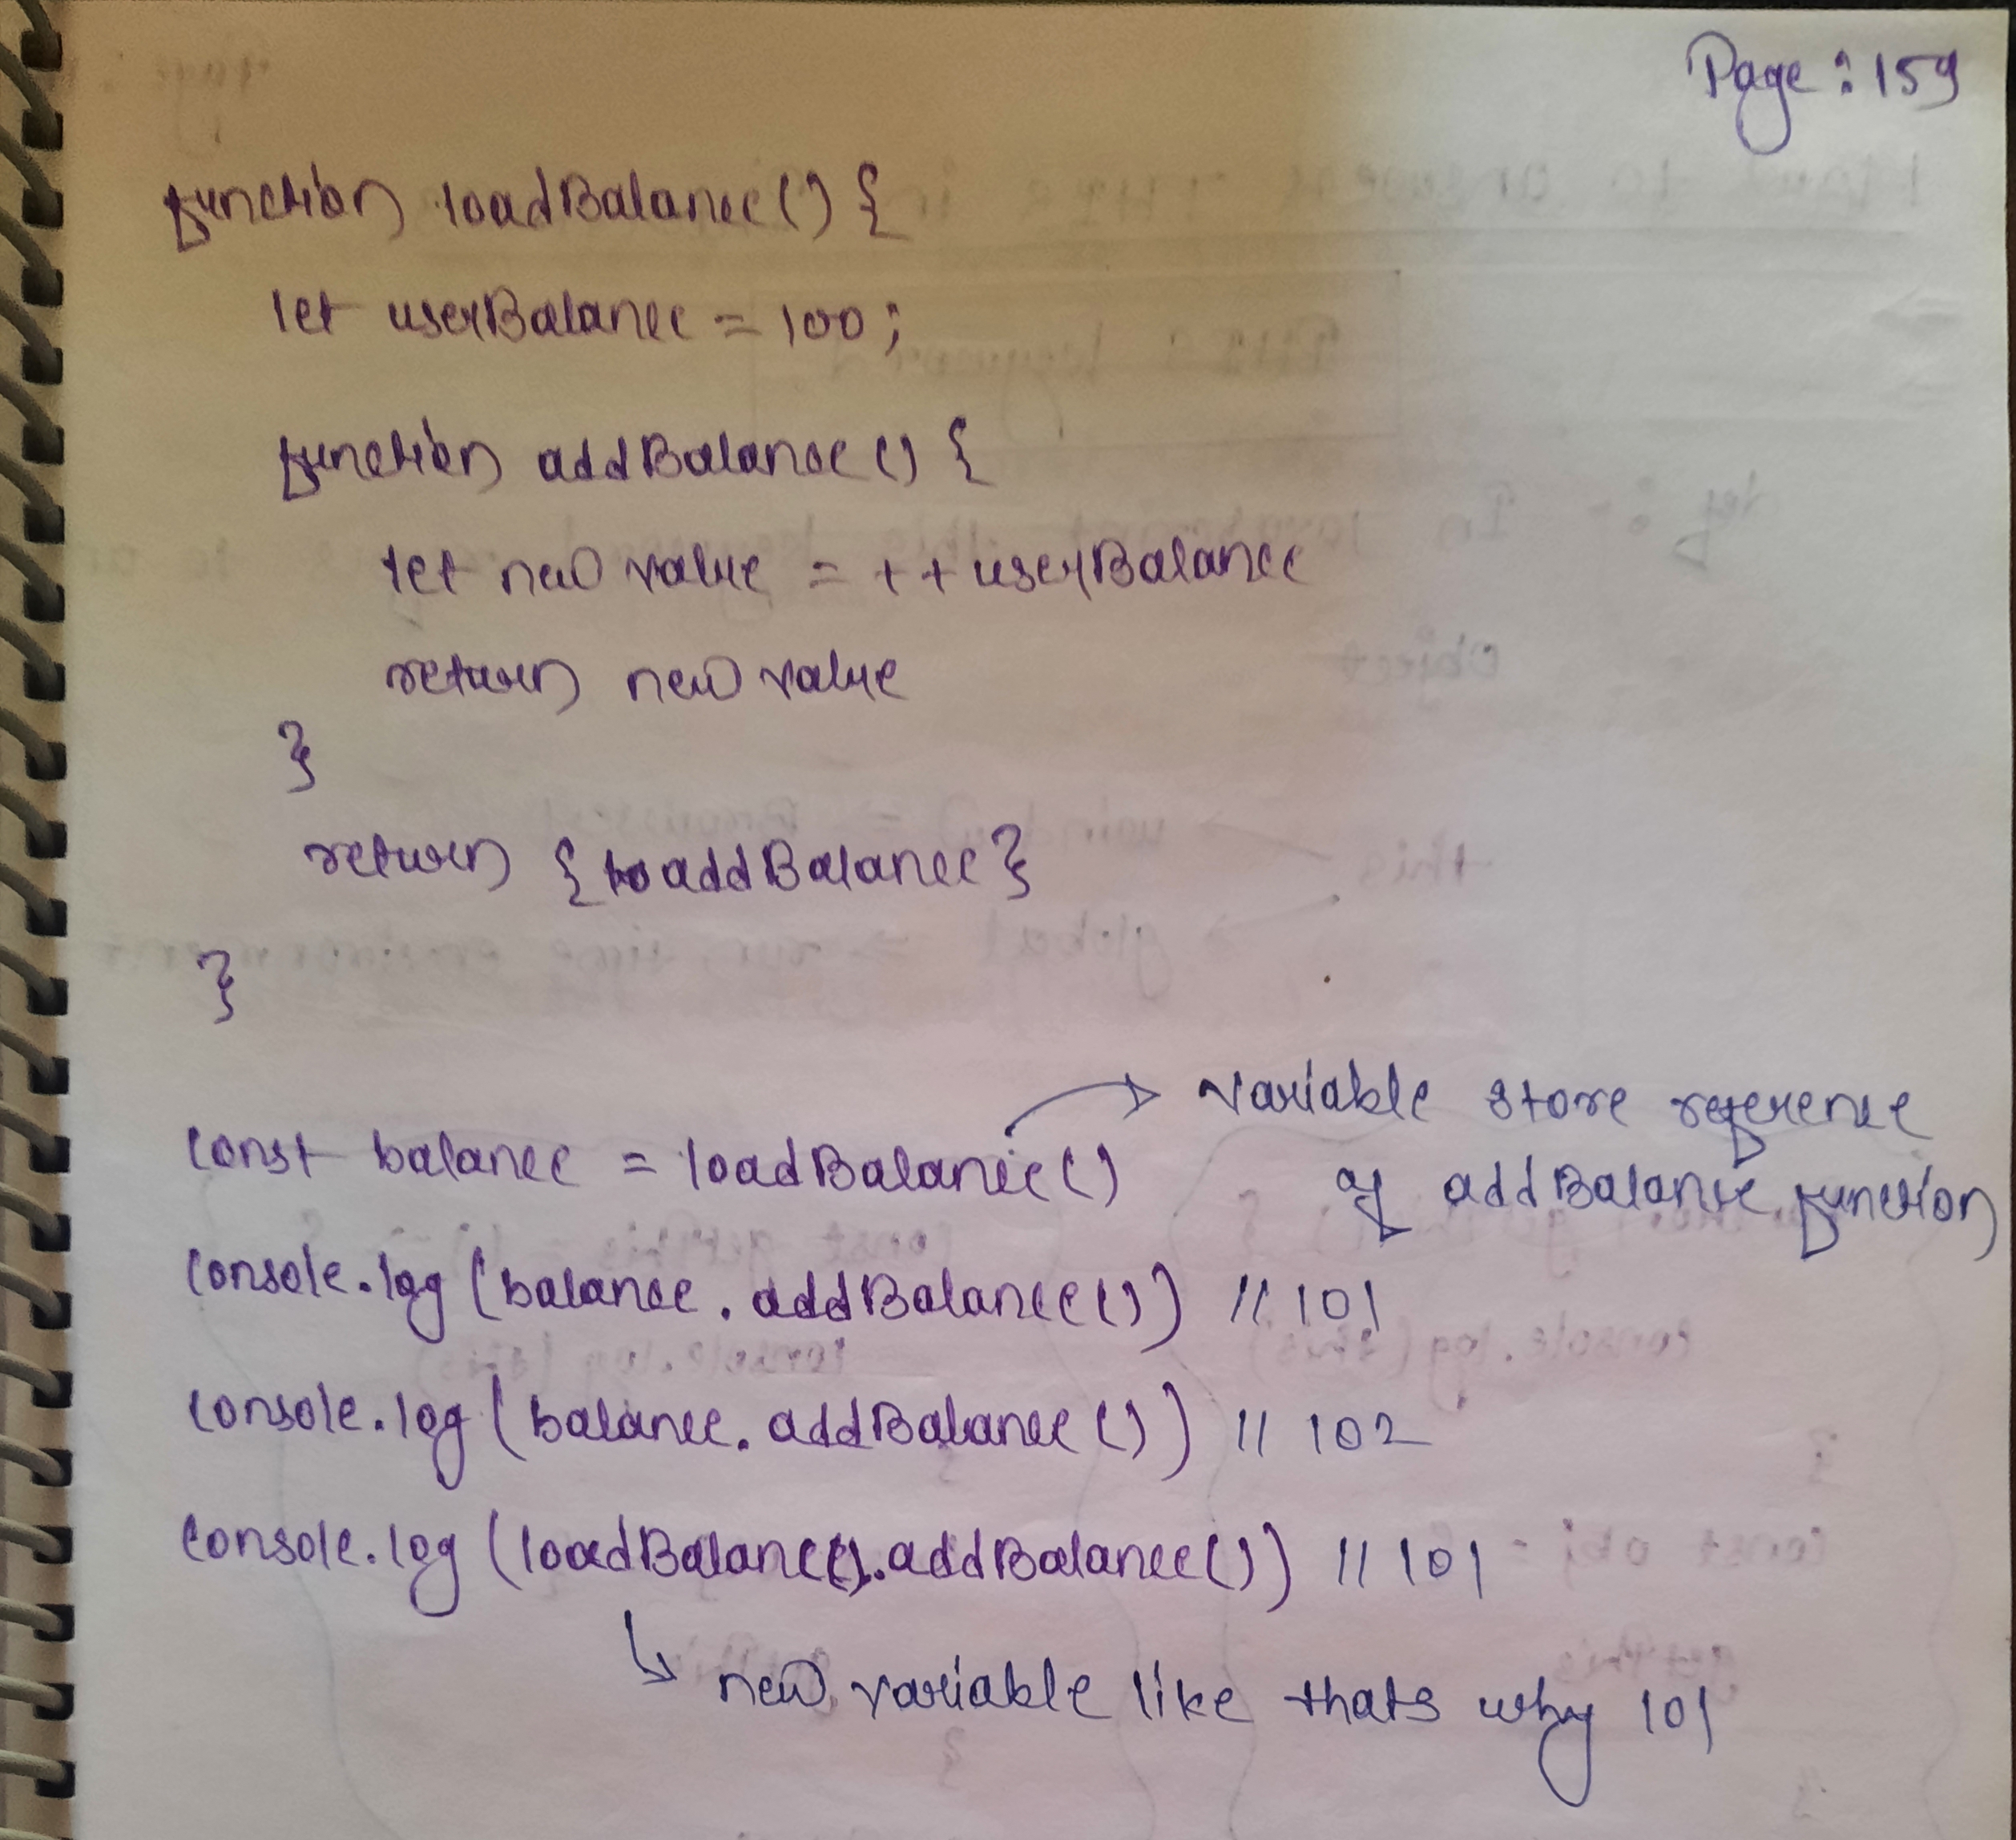 Page: 159
function loadBalance() {
let userBalance = 100;
function addBalance() {
let new value = ++userBalance
return new value
}
return { addBalance}
}
const balance = loadBalance()
variable store reference
of addBalance function
console.log (balance.addBalance()) // 101
console.log (balance.addBalance()) // 102
console.log (loadBalance().addBalance()) // 101
new variable like thats why 101